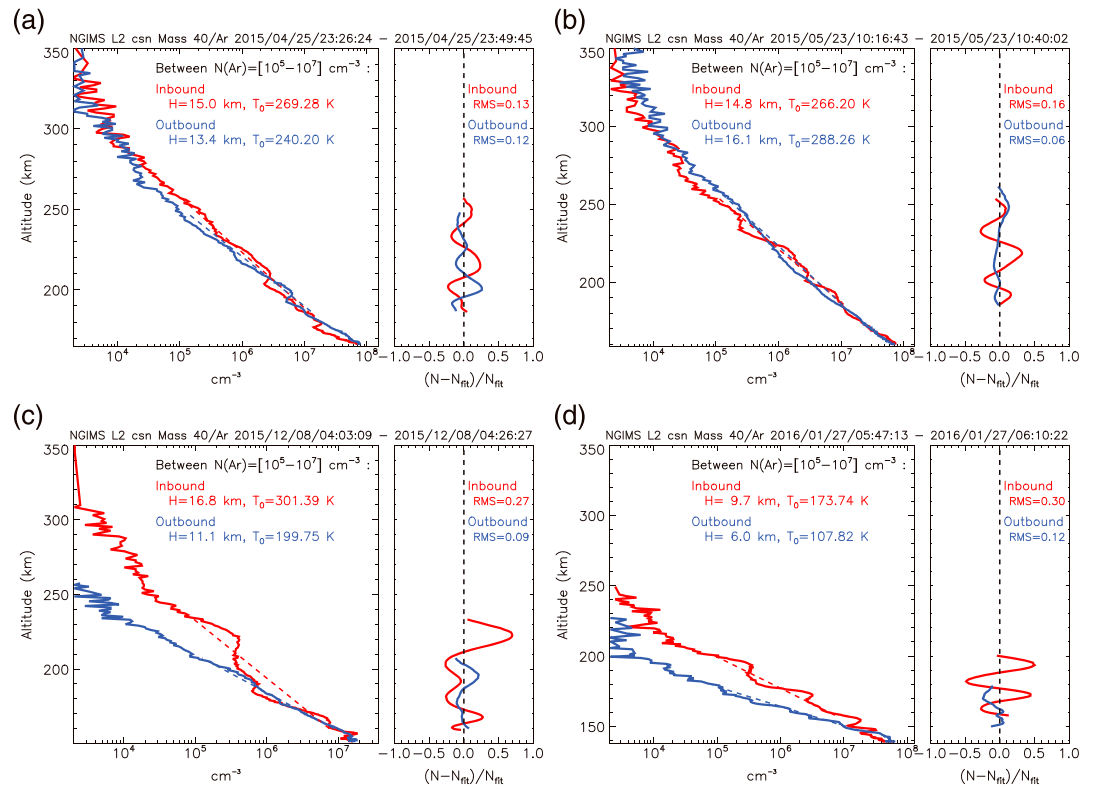 (a)
NGIMS L2 csn Mass 40/Ar 2015/04/25/23:26:24 − 2015/04/25/23:49:45
Between N(Ar)=[10⁵−10⁷] cm⁻³ :
Inbound
H=15.0 km, T₀=269.28 K
Outbound
H=13.4 km, T₀=240.20 K
Inbound
RMS=0.13
Outbound
RMS=0.12
350
300
250
200
Altitude (km)
10⁴ 10⁵ 10⁶ 10⁷ 10⁸
cm⁻³
−1.0 −0.5 0.0 0.5 1.0
(N−N_fit)/N_fit
(b)
NGIMS L2 csn Mass 40/Ar 2015/05/23/10:16:43 − 2015/05/23/10:40:02
Between N(Ar)=[10⁵−10⁷] cm⁻³ :
Inbound
H=14.8 km, T₀=266.20 K
Outbound
H=16.1 km, T₀=288.26 K
Inbound
RMS=0.16
Outbound
RMS=0.06
350
300
250
200
Altitude (km)
10⁴ 10⁵ 10⁶ 10⁷ 10⁸
cm⁻³
−1.0 −0.5 0.0 0.5 1.0
(N−N_fit)/N_fit
(c)
NGIMS L2 csn Mass 40/Ar 2015/12/08/04:03:09 − 2015/12/08/04:26:27
Between N(Ar)=[10⁵−10⁷] cm⁻³ :
Inbound
H=16.8 km, T₀=301.39 K
Outbound
H=11.1 km, T₀=199.75 K
Inbound
RMS=0.27
Outbound
RMS=0.09
350
300
250
200
Altitude (km)
10⁴ 10⁵ 10⁶ 10⁷
cm⁻³
−1.0 −0.5 0.0 0.5 1.0
(N−N_fit)/N_fit
(d)
NGIMS L2 csn Mass 40/Ar 2016/01/27/05:47:13 − 2016/01/27/06:10:22
Between N(Ar)=[10⁵−10⁷] cm⁻³ :
Inbound
H= 9.7 km, T₀=173.74 K
Outbound
H= 6.0 km, T₀=107.82 K
Inbound
RMS=0.30
Outbound
RMS=0.12
350
300
250
200
150
Altitude (km)
10⁴ 10⁵ 10⁶ 10⁷
cm⁻³
−1.0 −0.5 0.0 0.5 1.0
(N−N_fit)/N_fit